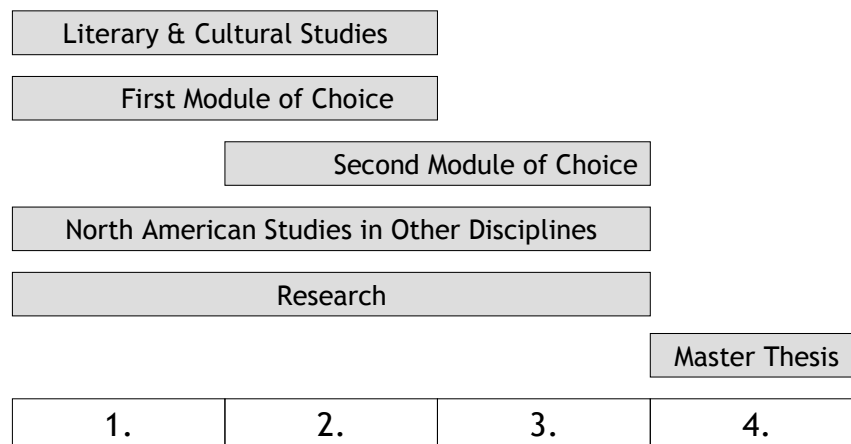 Literary & Cultural Studies
First Module of Choice
Second Module of Choice
North American Studies in Other Disciplines
Research
Master Thesis
1. 2. 3. 4.